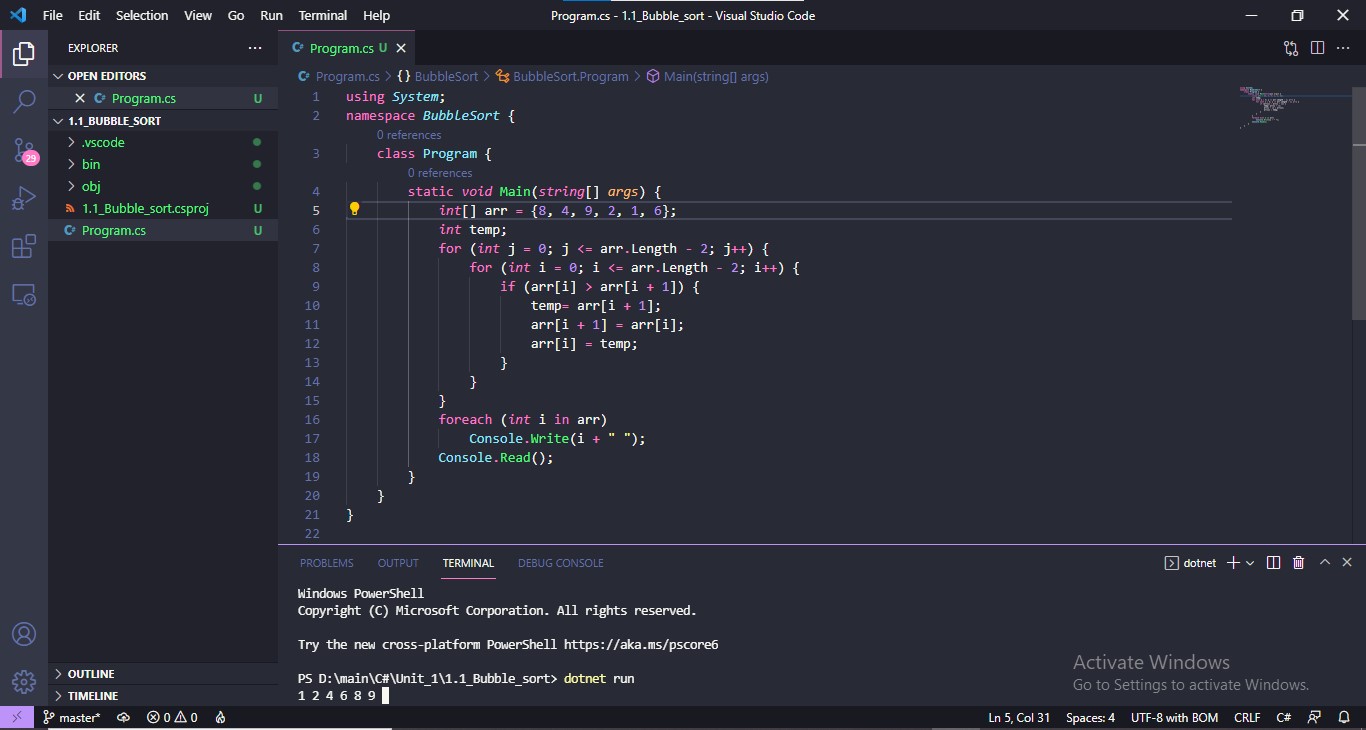 File Edit Selection View Go Run Terminal Help
Program.cs - 1.1_Bubble_sort - Visual Studio Code
EXPLORER
OPEN EDITORS
Program.cs U
1.1_BUBBLE_SORT
.vscode
bin
obj
1.1_Bubble_sort.csproj U
Program.cs U
OUTLINE
TIMELINE
29
Program.cs U
Program.cs > {} BubbleSort > BubbleSort.Program > Main(string[] args)
1 using System;
2 namespace BubbleSort {
0 references
3 class Program {
0 references
4 static void Main(string[] args) {
5 int[] arr = {8, 4, 9, 2, 1, 6};
6 int temp;
7 for (int j = 0; j <= arr.Length - 2; j++) {
8 for (int i = 0; i <= arr.Length - 2; i++) {
9 if (arr[i] > arr[i + 1]) {
10 temp= arr[i + 1];
11 arr[i + 1] = arr[i];
12 arr[i] = temp;
13 }
14 }
15 }
16 foreach (int i in arr)
17 Console.Write(i + " ");
18 Console.Read();
19 }
20 }
21 }
22
PROBLEMS OUTPUT TERMINAL DEBUG CONSOLE
dotnet
Windows PowerShell
Copyright (C) Microsoft Corporation. All rights reserved.
Try the new cross-platform PowerShell https://aka.ms/pscore6
PS D:\main\C#\Unit_1\1.1_Bubble_sort> dotnet run
1 2 4 6 8 9
Activate Windows
Go to Settings to activate Windows.
master* 0 0
Ln 5, Col 31 Spaces: 4 UTF-8 with BOM CRLF C#